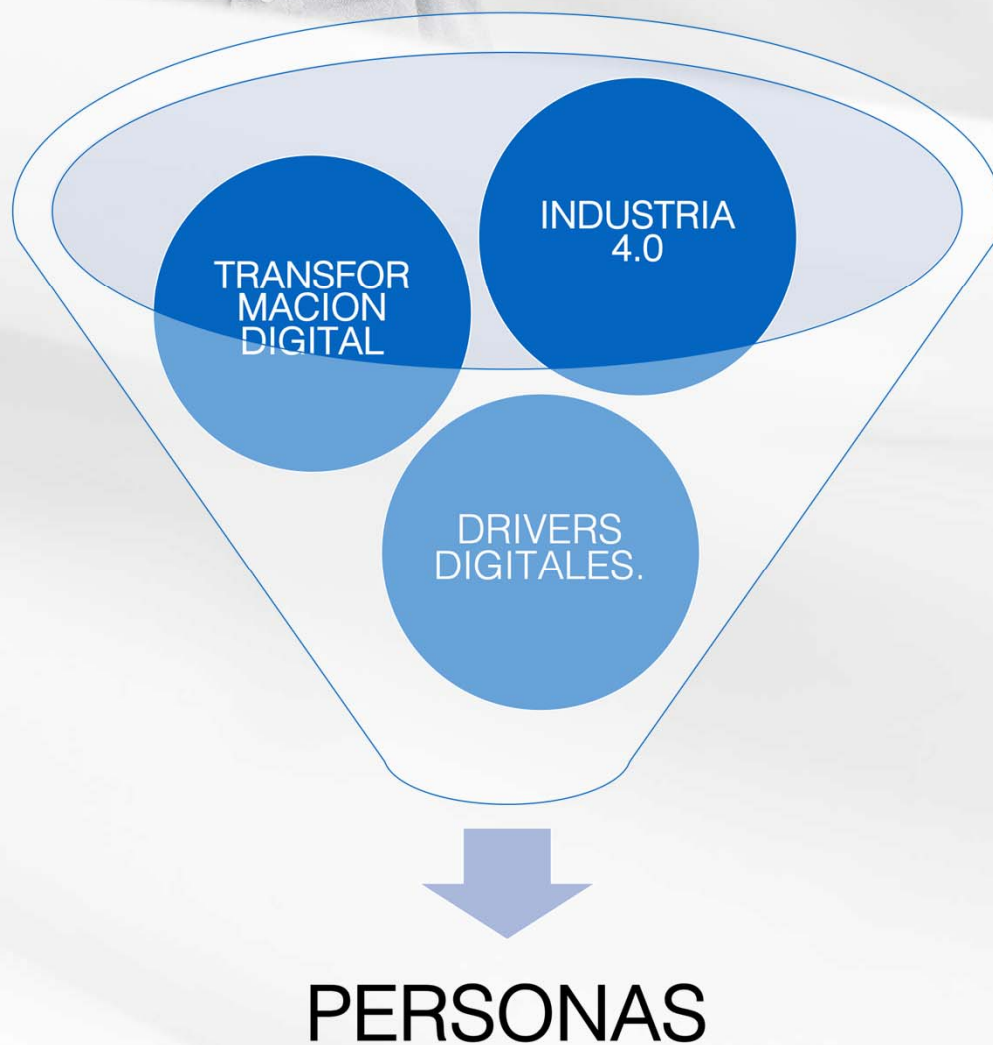 INDUSTRIA
4.0
TRANSFOR
MACION
DIGITAL
DRIVERS
DIGITALES.
PERSONAS